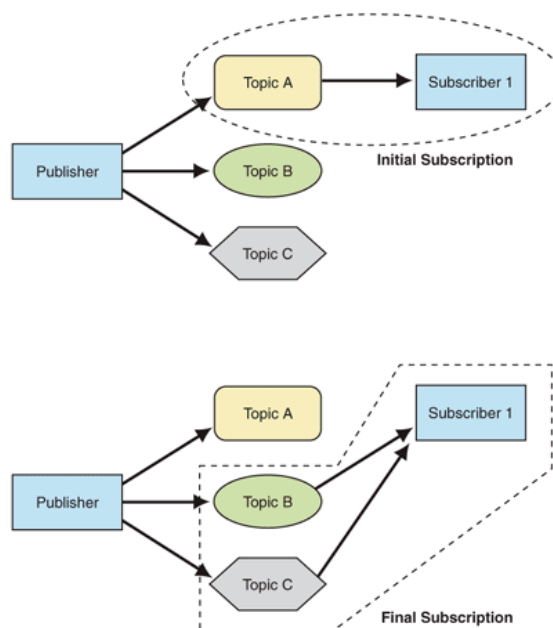 Topic A
Subscriber 1
Initial Subscription
Publisher
Topic B
Topic C
Topic A
Subscriber 1
Publisher
Topic B
Topic C
Final Subscription